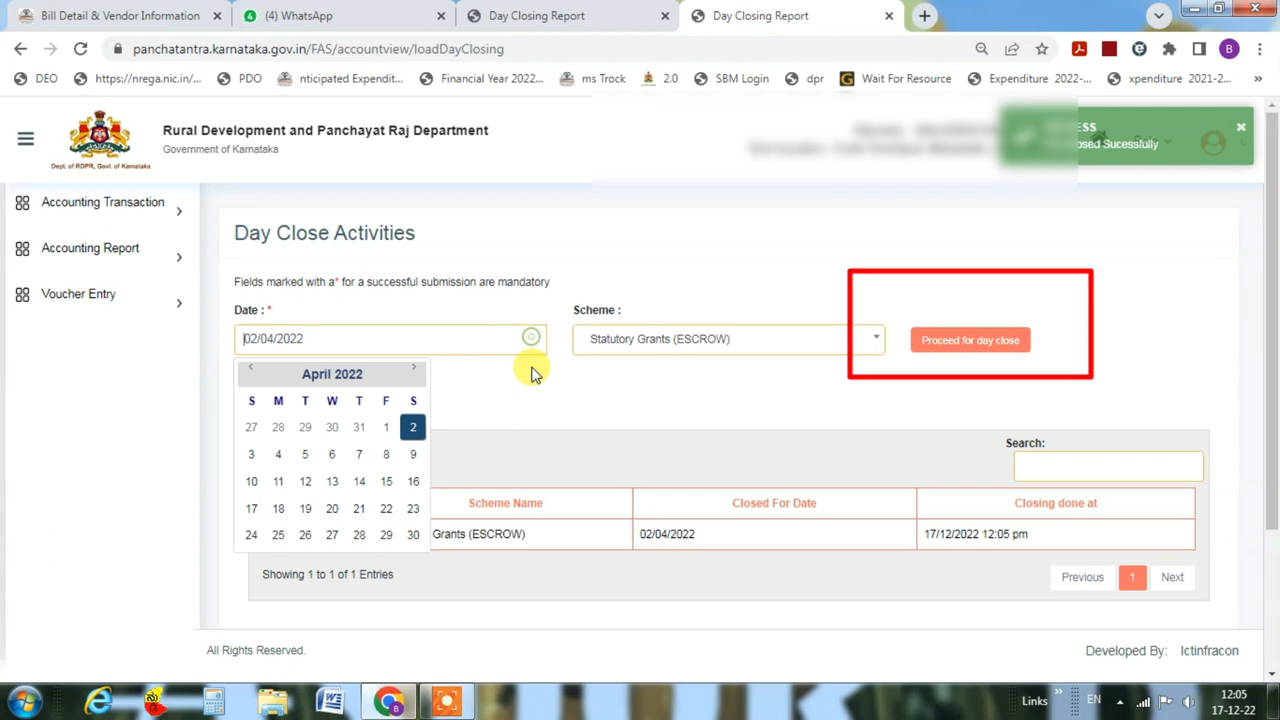 Bill Detail & Vendor Information
(4) WhatsApp
Day Closing Report
Day Closing Report
panchatantra.karnataka.gov.in/FAS/accountview/loadDayClosing
B
DEO
https://nrega.nic.in/...
PDO
nticipated Expendit...
Financial Year 2022...
ms Trock
2.0
SBM Login
dpr
Wait For Resource
Expenditure 2022-...
xpenditure 2021-2...
»
Rural Development and Panchayat Raj Department
Government of Karnataka
Dept. of RDPR, Govt. of Karnataka
ESS
osed Sucessfully
Accounting Transaction
Accounting Report
Voucher Entry
Day Close Activities
Fields marked with a* for a successful submission are mandatory
Date : *
Scheme :
02/04/2022
Statutory Grants (ESCROW)
Proceed for day close
April 2022
S M T W T F S
27 28 29 30 31 1 2
3 4 5 6 7 8 9
10 11 12 13 14 15 16
17 18 19 20 21 22 23
24 25 26 27 28 29 30
Search:
Scheme Name
Closed For Date
Closing done at
Grants (ESCROW)
02/04/2022
17/12/2022 12:05 pm
Showing 1 to 1 of 1 Entries
Previous
1
Next
All Rights Reserved.
Developed By: Ictinfracon
Links »
EN
12:05
17-12-22